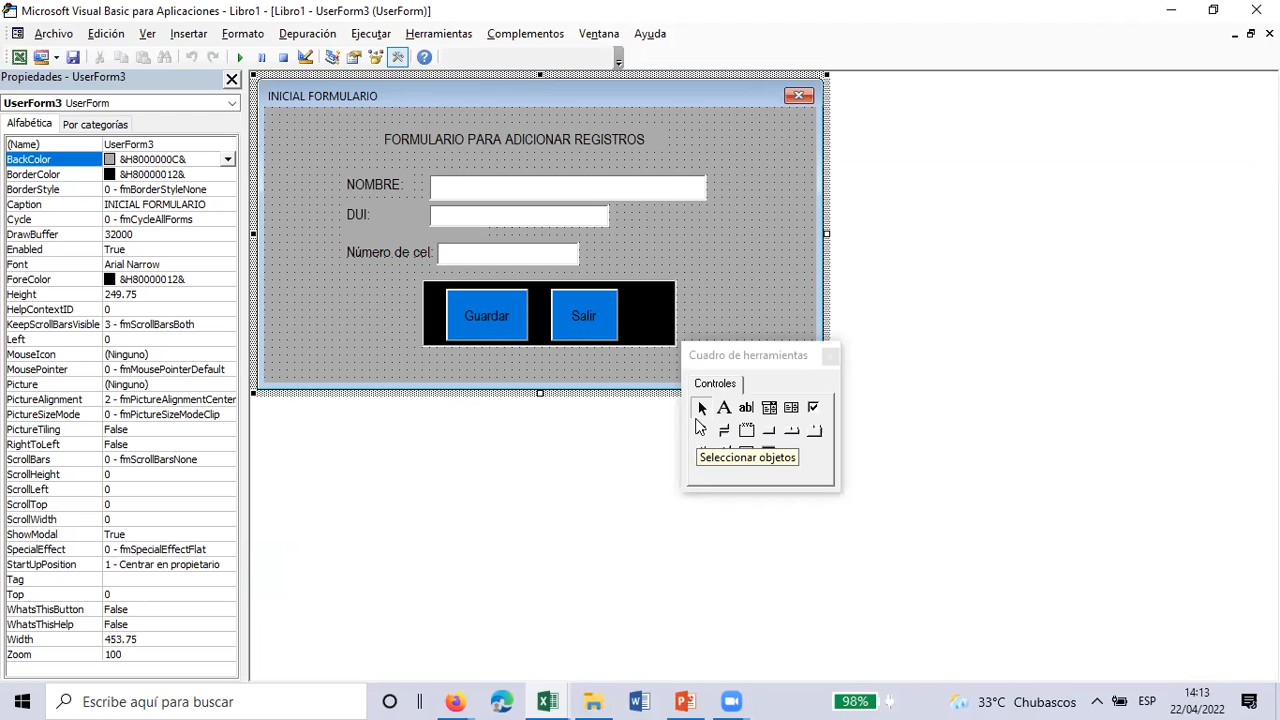 Microsoft Visual Basic para Aplicaciones - Libro1 - [Libro1 - UserForm3 (UserForm)]
Archivo Edición Ver Insertar Formato Depuración Ejecutar Herramientas Complementos Ventana Ayuda
Propiedades - UserForm3
UserForm3 UserForm
Alfabética Por categorías
(Name) UserForm3
BackColor &H8000000C&
BorderColor &H80000012&
BorderStyle 0 - fmBorderStyleNone
Caption INICIAL FORMULARIO
Cycle 0 - fmCycleAllForms
DrawBuffer 32000
Enabled True
Font Arial Narrow
ForeColor &H80000012&
Height 249.75
HelpContextID 0
KeepScrollBarsVisible 3 - fmScrollBarsBoth
Left 0
MouseIcon (Ninguno)
MousePointer 0 - fmMousePointerDefault
Picture (Ninguno)
PictureAlignment 2 - fmPictureAlignmentCenter
PictureSizeMode 0 - fmPictureSizeModeClip
PictureTiling False
RightToLeft False
ScrollBars 0 - fmScrollBarsNone
ScrollHeight 0
ScrollLeft 0
ScrollTop 0
ScrollWidth 0
ShowModal True
SpecialEffect 0 - fmSpecialEffectFlat
StartUpPosition 1 - Centrar en propietario
Tag
Top 0
WhatsThisButton False
WhatsThisHelp False
Width 453.75
Zoom 100
INICIAL FORMULARIO
FORMULARIO PARA ADICIONAR REGISTROS
NOMBRE:
DUI:
Número de cel:
Guardar Salir
Cuadro de herramientas
Controles
A ab|
XYZ
Seleccionar objetos
Escribe aquí para buscar
98%
33°C Chubascos
ESP
14:13
22/04/2022